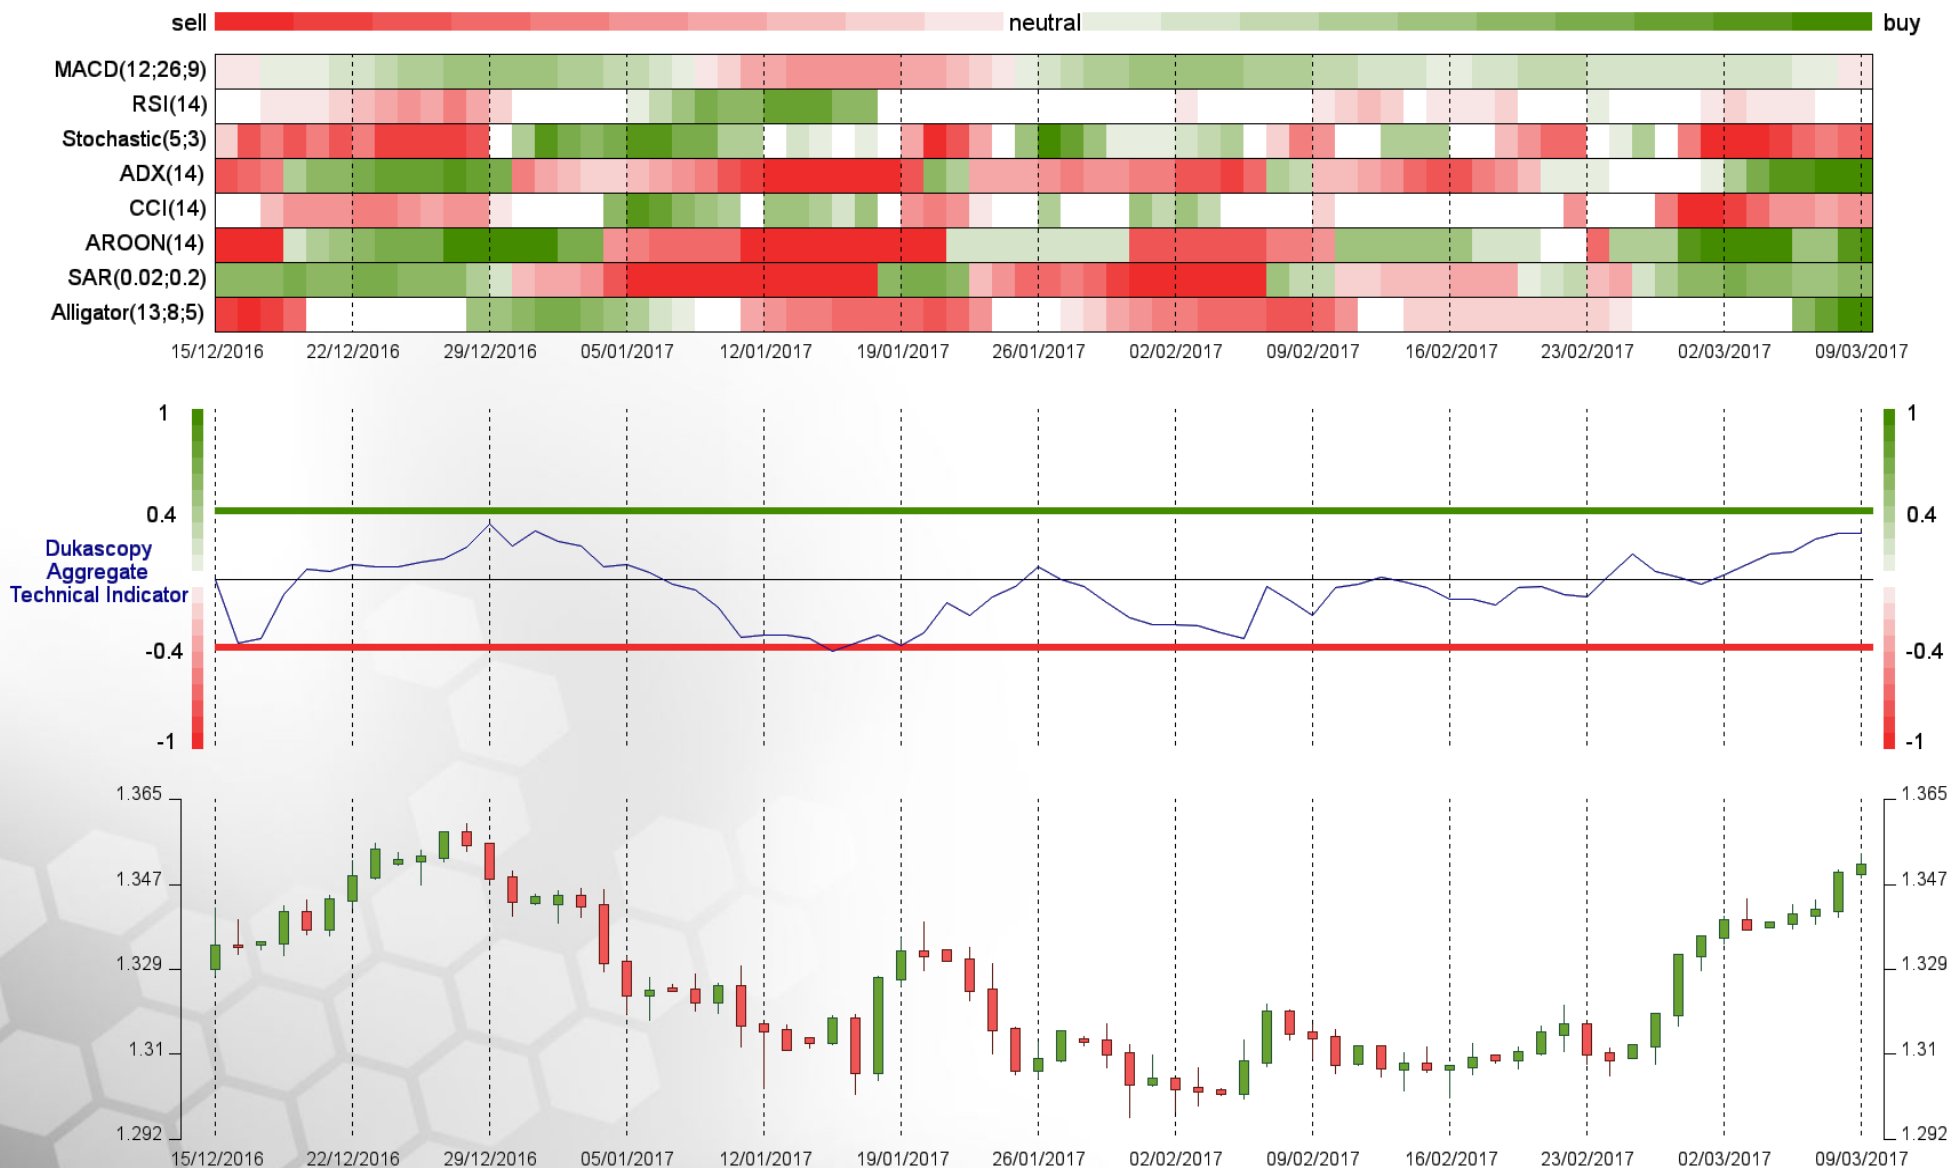 sell neutral buy
MACD(12;26;9)
RSI(14)
Stochastic(5;3)
ADX(14)
CCI(14)
AROON(14)
SAR(0.02;0.2)
Alligator(13;8;5)
15/12/2016 22/12/2016 29/12/2016 05/01/2017 12/01/2017 19/01/2017 26/01/2017 02/02/2017 09/02/2017 16/02/2017 23/02/2017 02/03/2017 09/03/2017
1 1
0.4 0.4
Dukascopy
Aggregate
Technical Indicator
-0.4 -0.4
-1 -1
1.365 1.365
1.347 1.347
1.329 1.329
1.31 1.31
1.292 1.292
15/12/2016 22/12/2016 29/12/2016 05/01/2017 12/01/2017 19/01/2017 26/01/2017 02/02/2017 09/02/2017 16/02/2017 23/02/2017 02/03/2017 09/03/2017